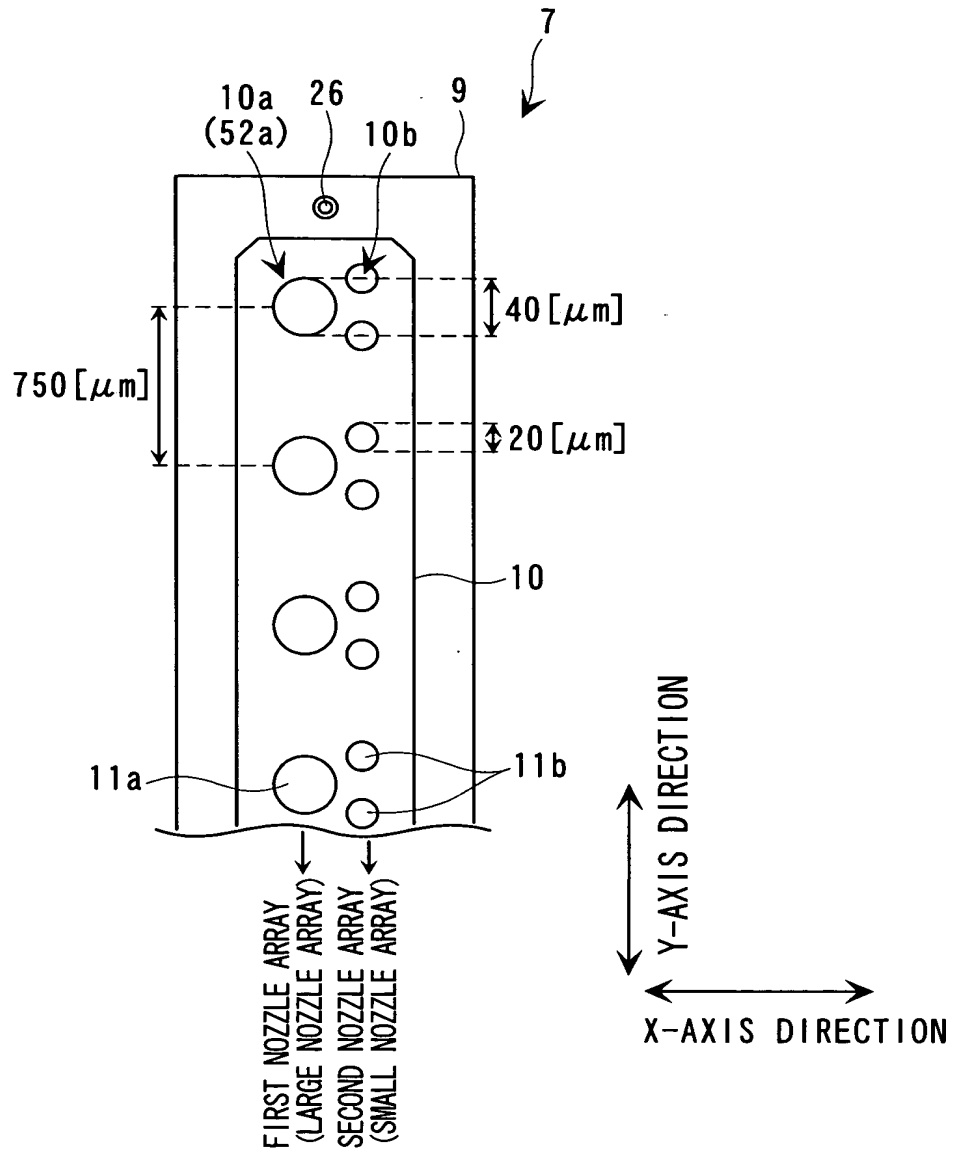 7
10a
(52a)
26
9
10b
40[μm]
750[μm]
20[μm]
10
11a
11b
FIRST NOZZLE ARRAY
(LARGE NOZZLE ARRAY)
SECOND NOZZLE ARRAY
(SMALL NOZZLE ARRAY)
Y-AXIS DIRECTION
X-AXIS DIRECTION